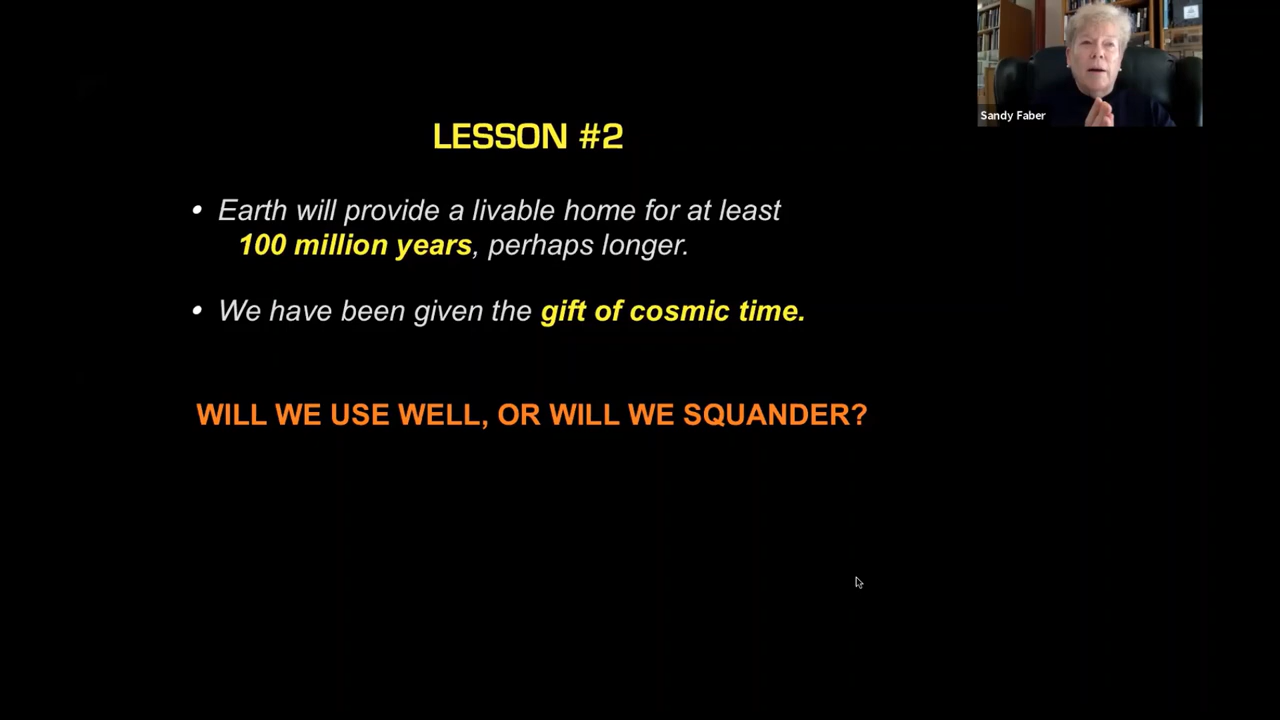 Sandy Faber
LESSON #2
• Earth will provide a livable home for at least
100 million years, perhaps longer.
• We have been given the gift of cosmic time.
WILL WE USE WELL, OR WILL WE SQUANDER?